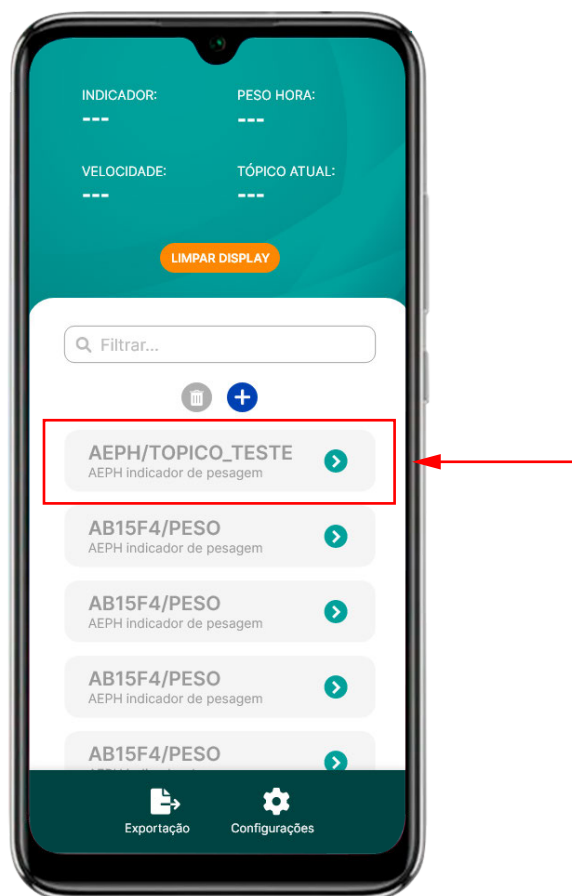 INDICADOR: PESO HORA:
--- ---
VELOCIDADE: TÓPICO ATUAL:
--- ---
LIMPAR DISPLAY
Filtrar...
AEPH/TOPICO_TESTE
AEPH indicador de pesagem
AB15F4/PESO
AEPH indicador de pesagem
AB15F4/PESO
AEPH indicador de pesagem
AB15F4/PESO
AEPH indicador de pesagem
AB15F4/PESO
Exportação Configurações